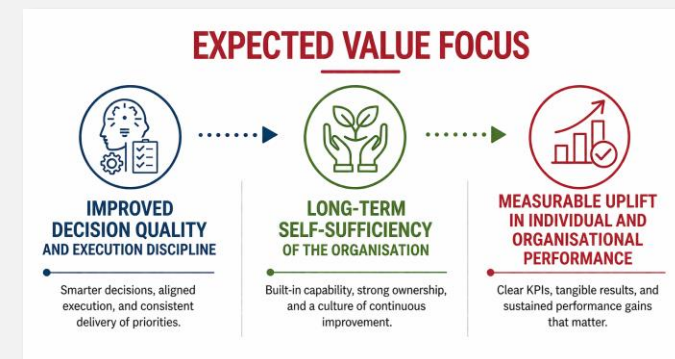 EXPECTED VALUE FOCUS
IMPROVED
DECISION QUALITY
AND EXECUTION DISCIPLINE
Smarter decisions, aligned
execution, and consistent
delivery of priorities.
LONG-TERM
SELF-SUFFICIENCY
OF THE ORGANISATION
Built-in capability, strong ownership,
and a culture of continuous
improvement.
MEASURABLE UPLIFT
IN INDIVIDUAL AND
ORGANISATIONAL
PERFORMANCE
Clear KPIs, tangible results, and
sustained performance gains
that matter.